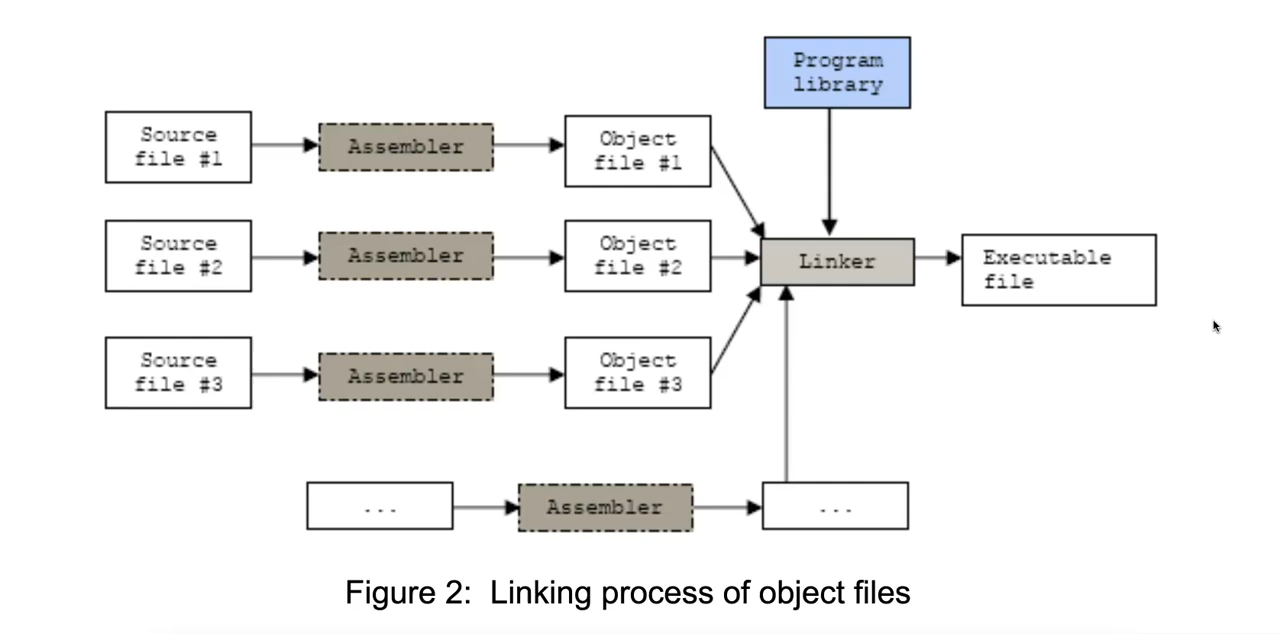 Program
library
Source
file #1
Assembler
Object
file #1
Source
file #2
Assembler
Object
file #2
Linker
Executable
file
Source
file #3
Assembler
Object
file #3
...
Assembler
...
Figure 2:  Linking process of object files